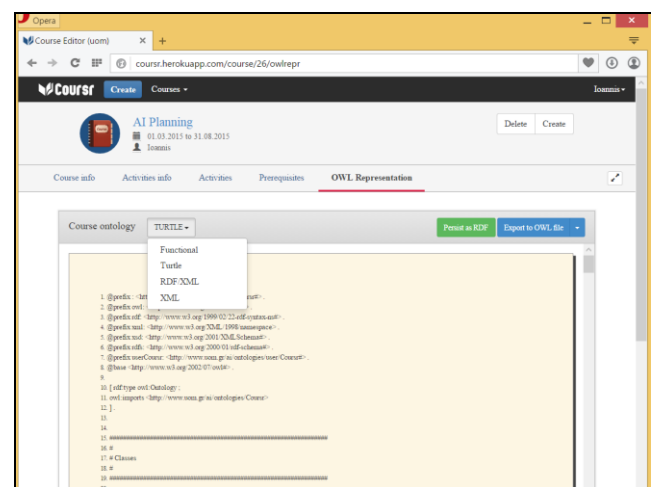 Opera
Course Editor (uom)
coursr.herokuapp.com/course/26/owlrepr
Coursr Create Courses Ioannis
AI Planning
01.03.2015 to 31.08.2015
Ioannis
Delete Create
Course info Activities info Activities Prerequisites OWL Representation
Course ontology TURTLE Persist as RDF Export to OWL file
Functional
Turtle
RDF/XML
XML
1. @prefix : <htt
2. @prefix owl:
3. @prefix rdf: <http://www.w3.org/1999/02/22-rdf-syntax-ns#> .
4. @prefix xml: <http://www.w3.org/XML/1998/namespace> .
5. @prefix xsd: <http://www.w3.org/2001/XMLSchema#> .
6. @prefix rdfs: <http://www.w3.org/2000/01/rdf-schema#> .
7. @prefix userCourse: <http://www.uom.gr/ai/ontologies/user/Course#> .
8. @base <http://www.w3.org/2002/07/owl#> .
9.
10. [ rdf:type owl:Ontology ;
11. owl:imports <http://www.uom.gr/ai/ontologies/Course>
12. ] .
13.
14.
15. ####################################################################
16. #
17. # Classes
18. #
19. ####################################################################